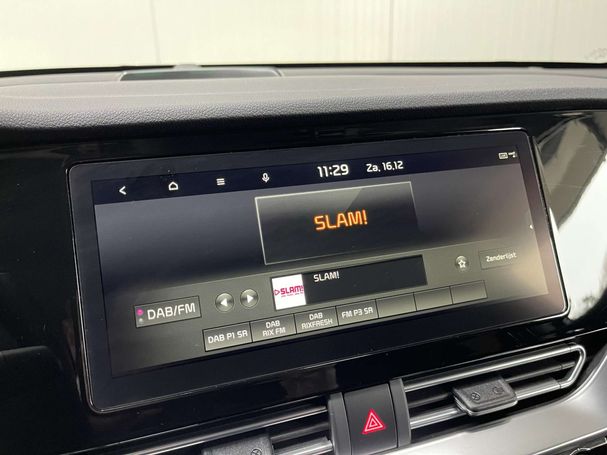 11:29 Za, 16.12
SLAM!
SLAM!
SLAM!
Zenderlijst
DAB/FM
DAB P1 SR
DAB RIX FM
DAB RIXFRESH
FM P3 SR